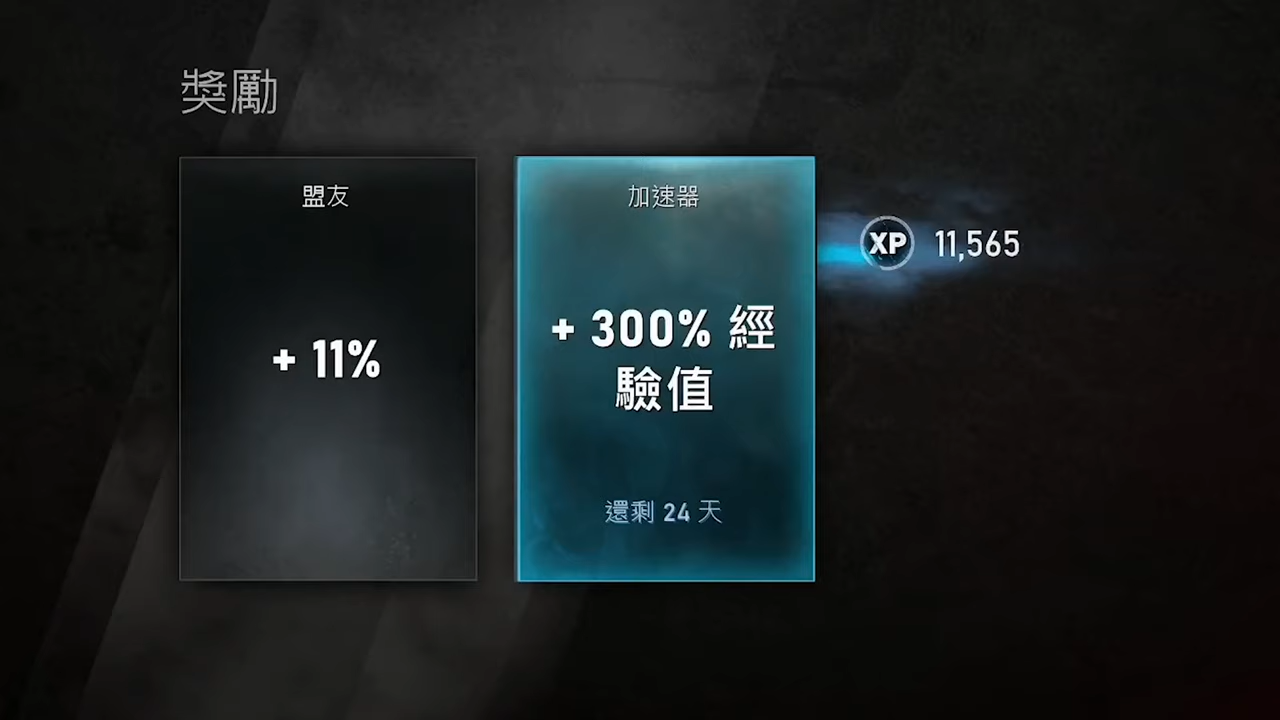 獎勵
盟友
+ 11%
加速器
+ 300% 經
驗值
還剩 24 天
XP 11,565